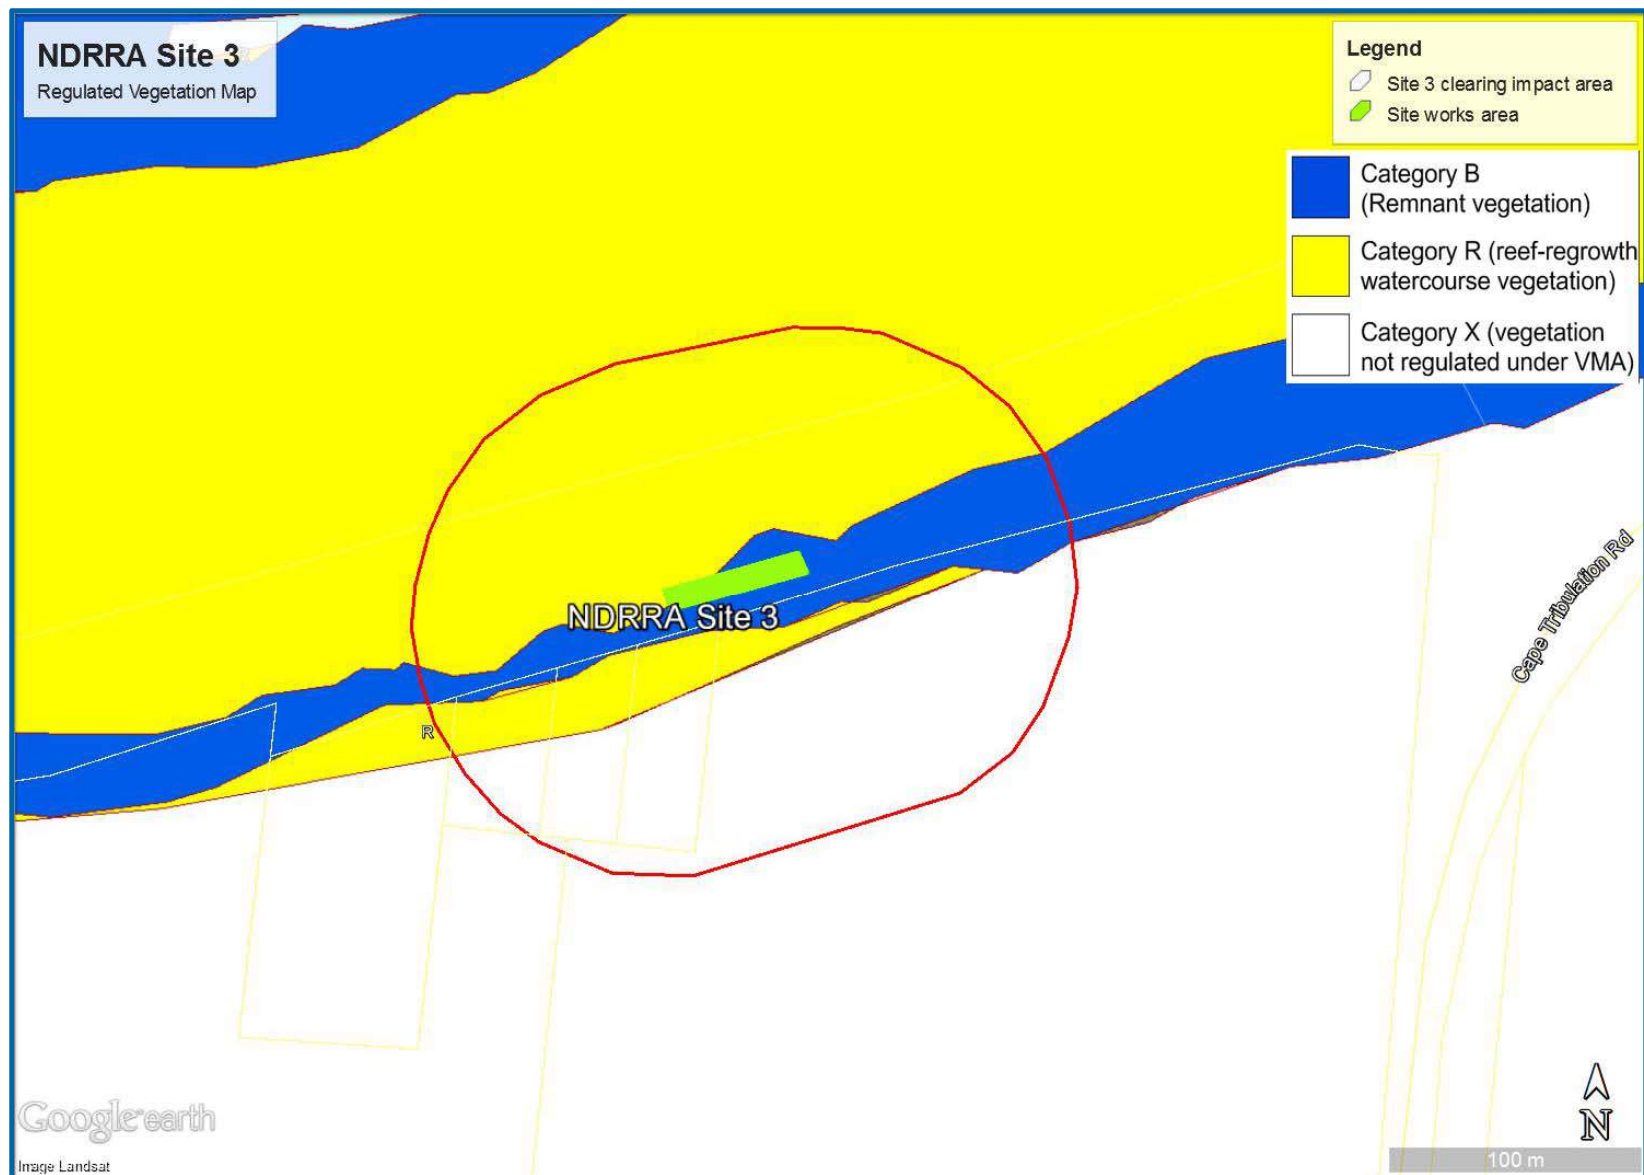 NDRRA Site 3
Regulated Vegetation Map
Legend
Site 3 clearing impact area
Site works area
Category B
(Remnant vegetation)
Category R (reef-regrowth
watercourse vegetation)
Category X (vegetation
not regulated under VMA)
R
NDRRA Site 3
Cape Tribulation Rd
R
Google earth
Image Landsat
N
100 m